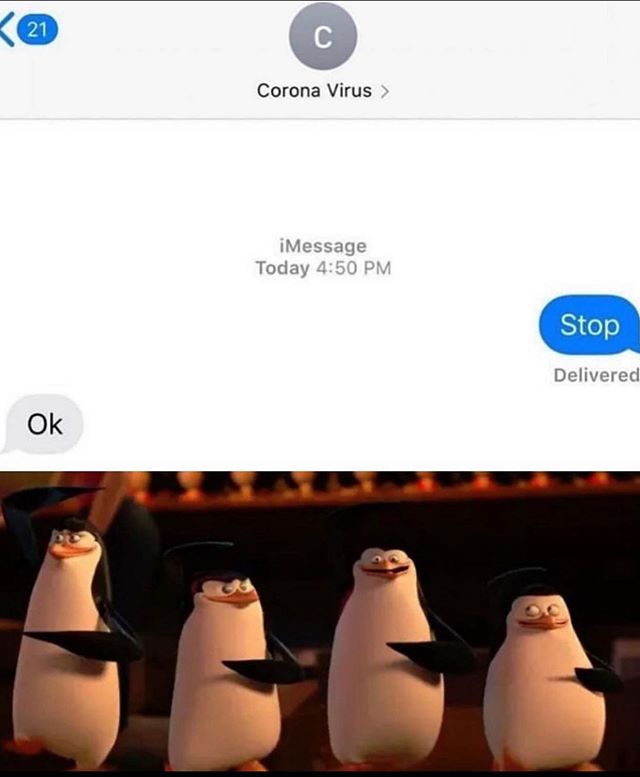 21
C
Corona Virus >
iMessage
Today 4:50 PM
Stop
Delivered
Ok